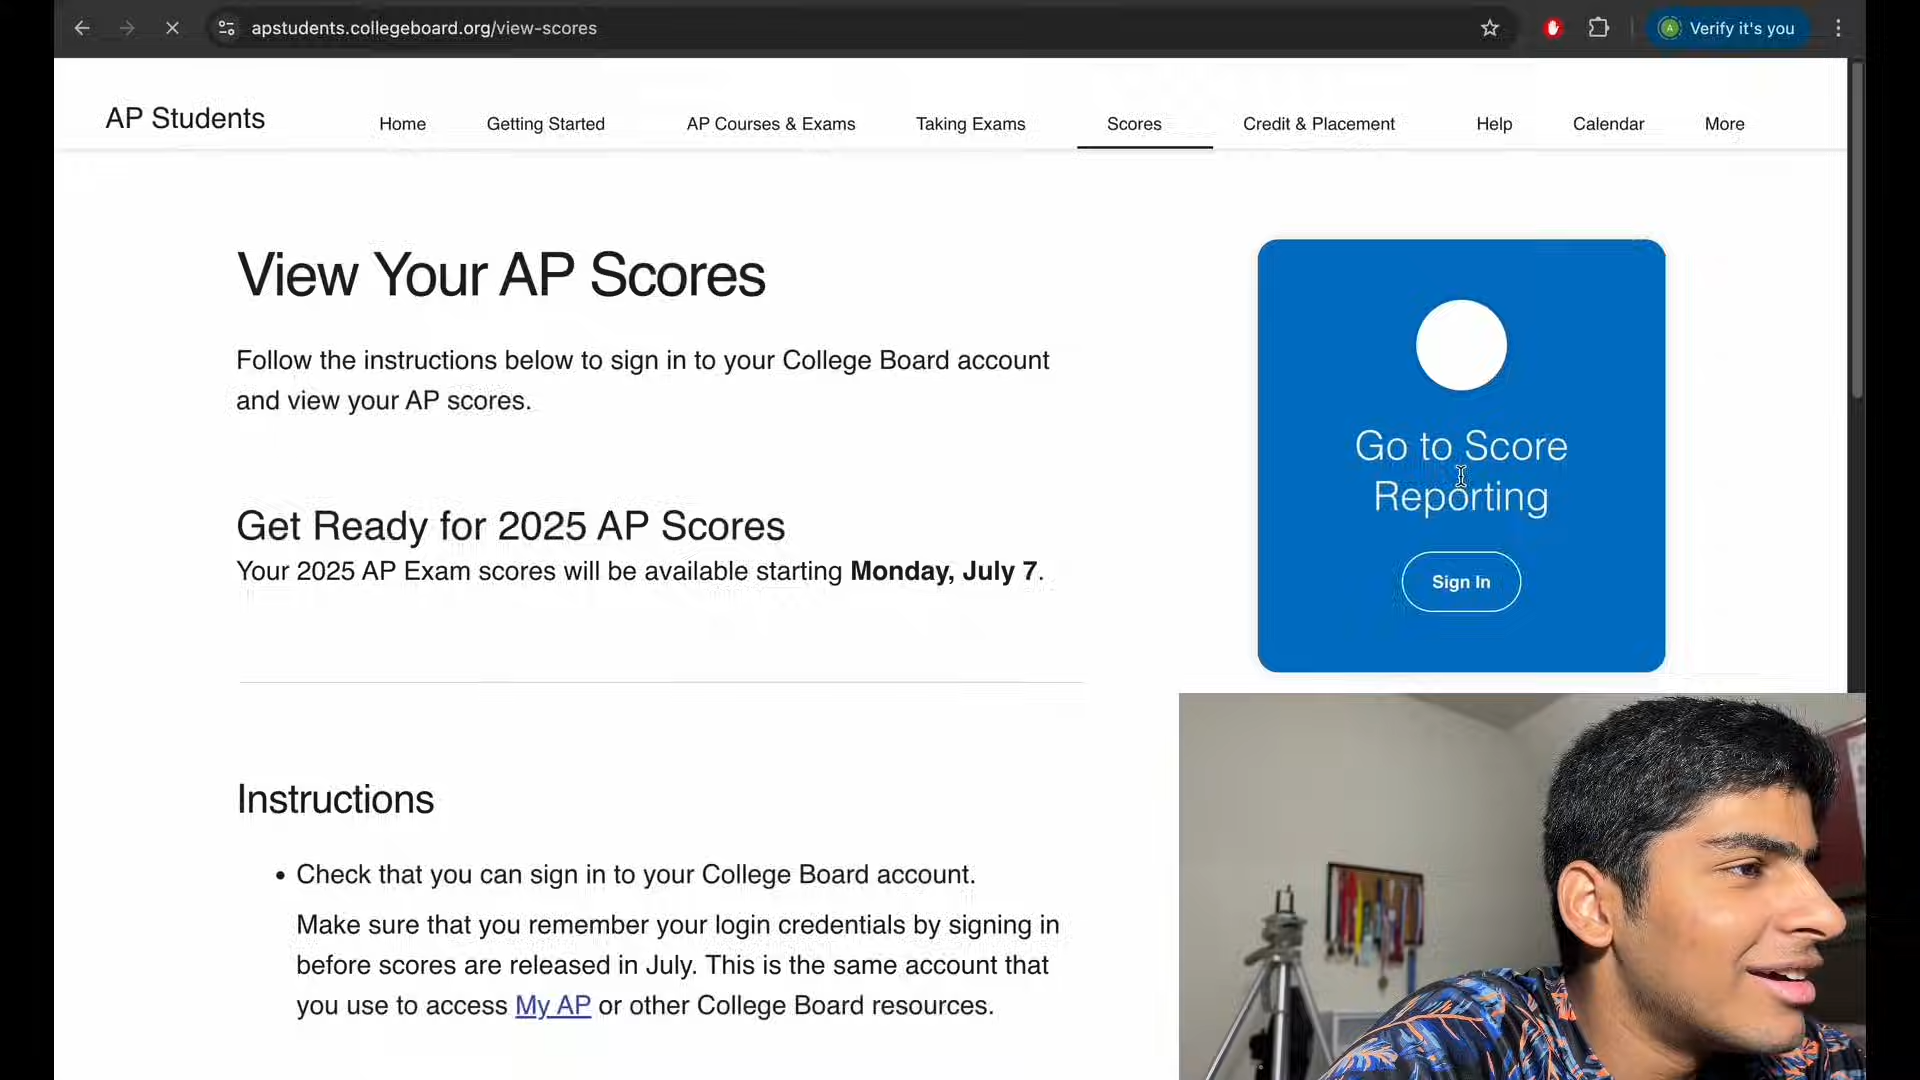 apstudents.collegeboard.org/view-scores
A
Verify it's you
AP Students
Home
Getting Started
AP Courses & Exams
Taking Exams
Scores
Credit & Placement
Help
Calendar
More
View Your AP Scores
Follow the instructions below to sign in to your College Board account
and view your AP scores.
Get Ready for 2025 AP Scores
Your 2025 AP Exam scores will be available starting Monday, July 7.
Go to Score
Reporting
Sign In
Instructions
• Check that you can sign in to your College Board account.
Make sure that you remember your login credentials by signing in
before scores are released in July. This is the same account that
you use to access My AP or other College Board resources.